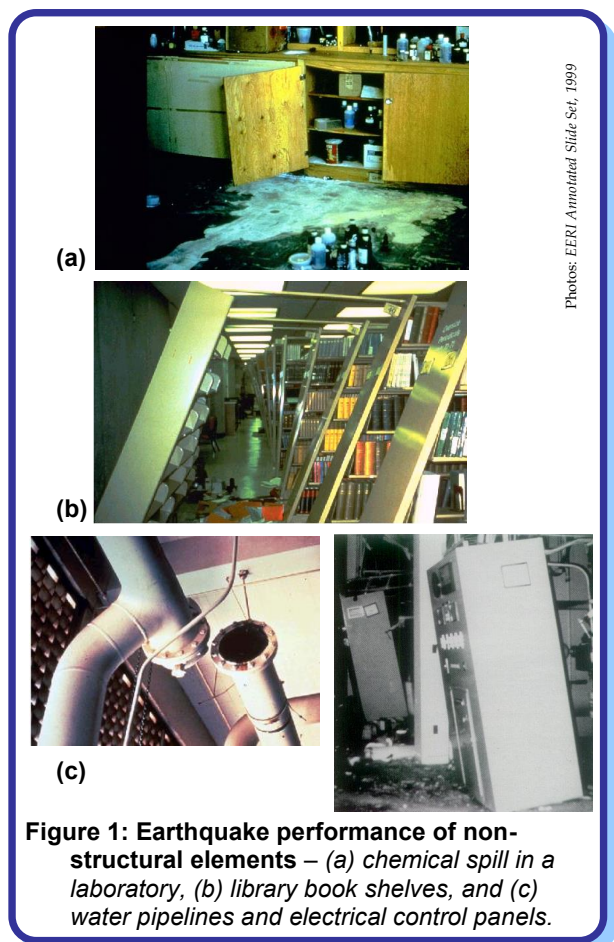 Photos: EERI Annotated Slide Set, 1999
(a)
(b)
(c)
Figure 1: Earthquake performance of non-
structural elements – (a) chemical spill in a
laboratory, (b) library book shelves, and (c)
water pipelines and electrical control panels.